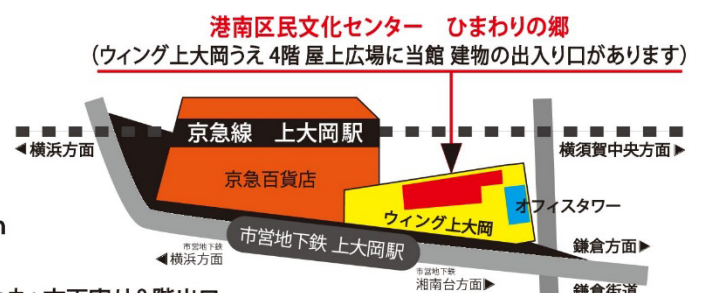 港南区民文化センター ひまわりの郷
(ウィング上大岡うえ 4階 屋上広場に当館 建物の出入り口があります)
京急線 上大岡駅
◀横浜方面
横須賀中央方面▶
京急百貨店
オフィスタワー
ウィング上大岡
n
市営地下鉄 上大岡駅
市営地下鉄
◀横浜方面
鎌倉方面▶
市営地下鉄
湘南台方面▶